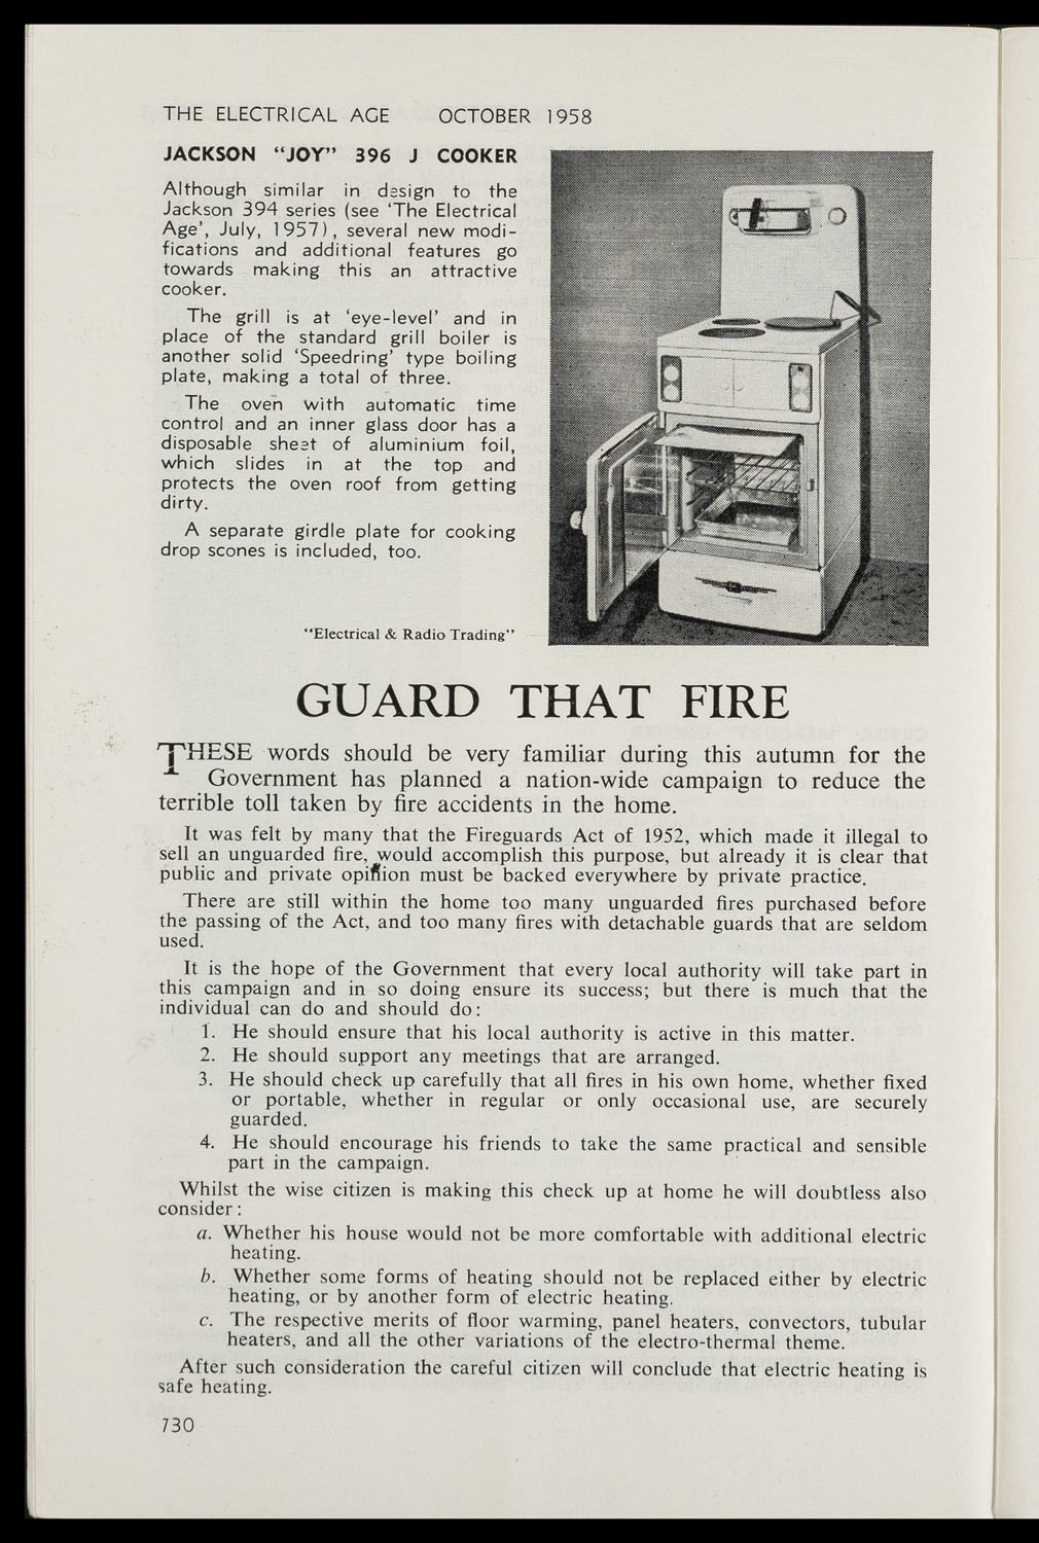 THE ELECTRICAL AGE OCTOBER 1958
JACKSON “JOY” 396 J COOKER
Although similar in design to the
Jackson 394 series (see ‘The Electrical
Age’, July, 1957), several new modi-
fications and additional features go
towards making this an attractive
cooker.
The grill is at ‘eye-level’ and in
place of the standard grill boiler is
another solid ‘Speedring’ type boiling
plate, making a total of three.
The oven with automatic time
control and an inner glass door has a
disposable sheet of aluminium foil,
which slides in at the top and
protects the oven roof from getting
dirty.
A separate girdle plate for cooking
drop scones is included, too.
“Electrical & Radio Trading”
GUARD THAT FIRE
THESE words should be very familiar during this autumn for the
Government has planned a nation-wide campaign to reduce the
terrible toll taken by fire accidents in the home.
It was felt by many that the Fireguards Act of 1952, which made it illegal to
sell an unguarded fire, would accomplish this purpose, but already it is clear that
public and private opinion must be backed everywhere by private practice.
There are still within the home too many unguarded fires purchased before
the passing of the Act, and too many fires with detachable guards that are seldom
used.
It is the hope of the Government that every local authority will take part in
this campaign and in so doing ensure its success; but there is much that the
individual can do and should do:
1. He should ensure that his local authority is active in this matter.
2. He should support any meetings that are arranged.
3. He should check up carefully that all fires in his own home, whether fixed
or portable, whether in regular or only occasional use, are securely
guarded.
4. He should encourage his friends to take the same practical and sensible
part in the campaign.
Whilst the wise citizen is making this check up at home he will doubtless also
consider:
a. Whether his house would not be more comfortable with additional electric
heating.
b. Whether some forms of heating should not be replaced either by electric
heating, or by another form of electric heating.
c. The respective merits of floor warming, panel heaters, convectors, tubular
heaters, and all the other variations of the electro-thermal theme.
After such consideration the careful citizen will conclude that electric heating is
safe heating.
730